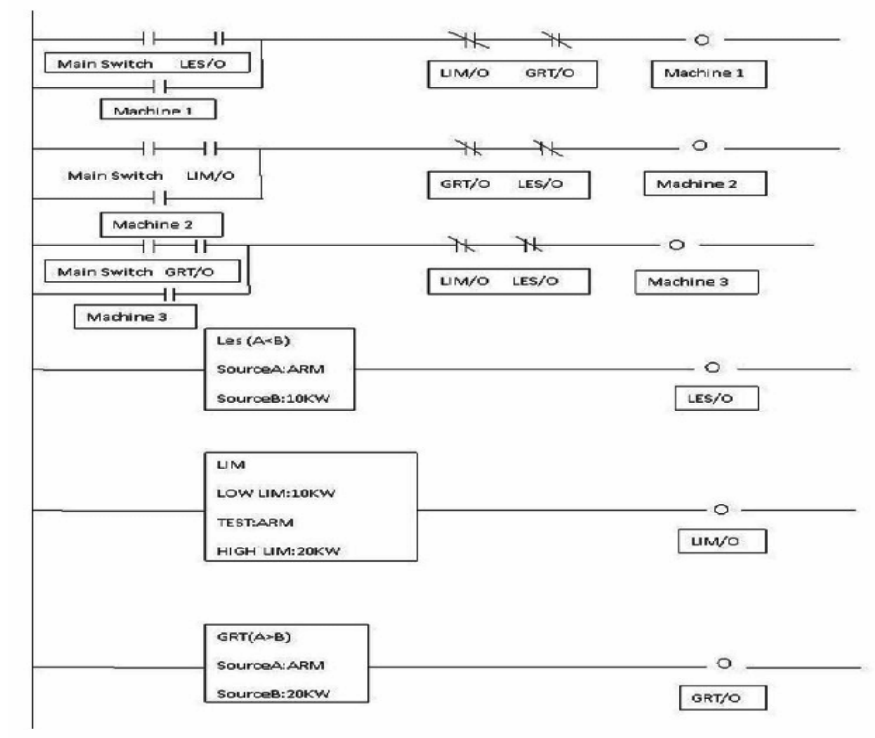 Main Switch LES/O
LIM/O GRT/O
Machine 1
Machine 1
Main Switch LIM/O
GRT/O LES/O
Machine 2
Machine 2
Main Switch GRT/O
LIM/O LES/O
Machine 3
Machine 3
Les (A<B)
SourceA:ARM
SourceB:10KW
LES/O
LIM
LOW LIM:10KW
TEST:ARM
HIGH LIM:20KW
LIM/O
GRT(A>B)
SourceA:ARM
SourceB:20KW
GRT/O